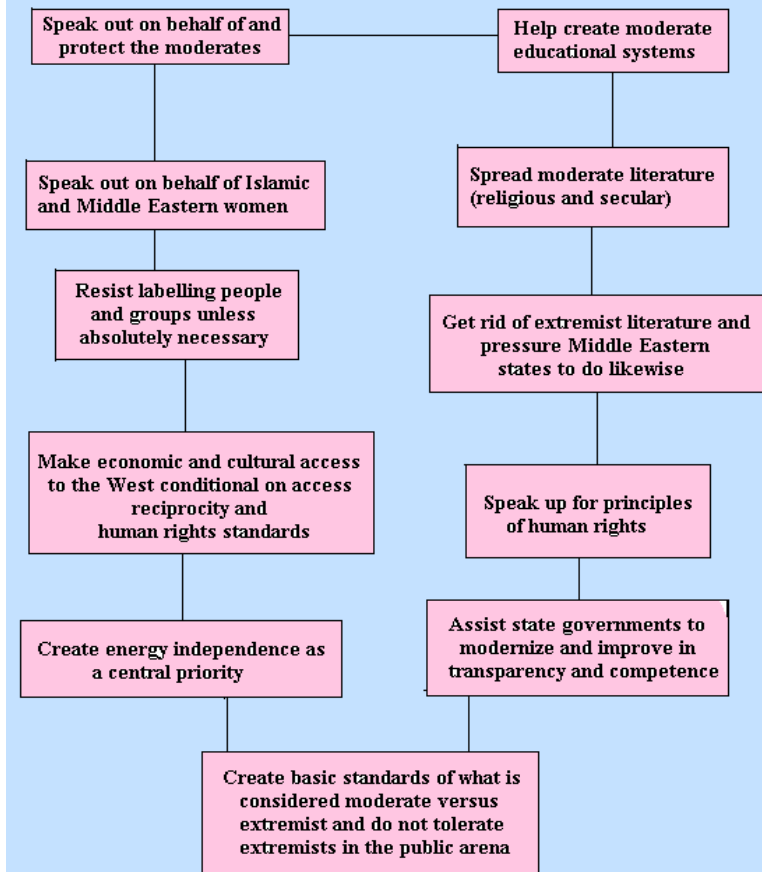 Speak out on behalf of and
protect the moderates
Help create moderate
educational systems
Speak out on behalf of Islamic
and Middle Eastern women
Spread moderate literature
(religious and secular)
Resist labelling people
and groups unless
absolutely necessary
Get rid of extremist literature and
pressure Middle Eastern
states to do likewise
Make economic and cultural access
to the West conditional on access
reciprocity and
human rights standards
Speak up for principles
of human rights
Create energy independence as
a central priority
Assist state governments to
modernize and improve in
transparency and competence
Create basic standards of what is
considered moderate versus
extremist and do not tolerate
extremists in the public arena